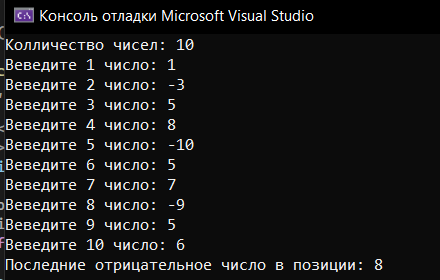 Консоль отладки Microsoft Visual Studio
Колличество чисел: 10
Веведите 1 число: 1
Веведите 2 число: -3
Веведите 3 число: 5
Веведите 4 число: 8
Веведите 5 число: -10
Веведите 6 число: 5
Веведите 7 число: 7
Веведите 8 число: -9
Веведите 9 число: 5
Веведите 10 число: 6
Последние отрицательное число в позиции: 8